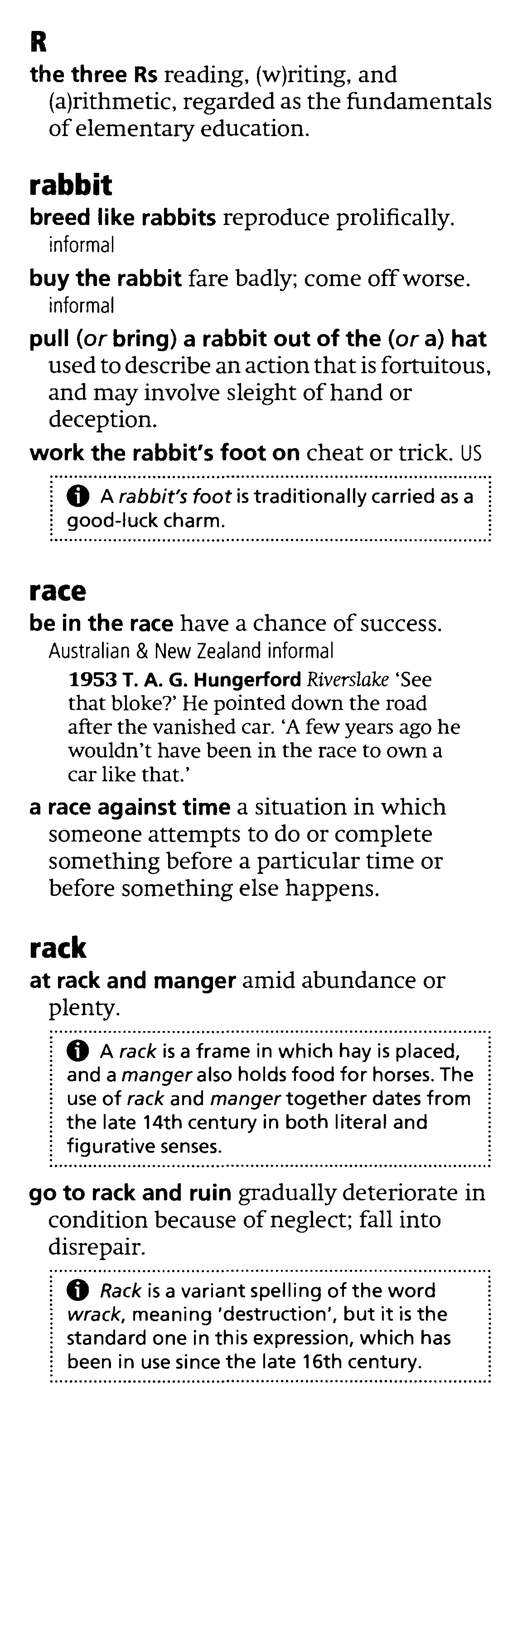 R
the three Rs reading, (w)riting, and
(a)rithmetic, regarded as the fundamentals
of elementary education.
rabbit
breed like rabbits reproduce prolifically.
informal
buy the rabbit fare badly; come off worse.
informal
pull (or bring) a rabbit out of the (or a) hat
used to describe an action that is fortuitous,
and may involve sleight of hand or
deception.
work the rabbit's foot on cheat or trick. US
i A rabbit's foot is traditionally carried as a
good-luck charm.
race
be in the race have a chance of success.
Australian & New Zealand informal
1953 T. A. G. Hungerford Riverslake ‘See
that bloke?’ He pointed down the road
after the vanished car. ‘A few years ago he
wouldn’t have been in the race to own a
car like that.’
a race against time a situation in which
someone attempts to do or complete
something before a particular time or
before something else happens.
rack
at rack and manger amid abundance or
plenty.
i A rack is a frame in which hay is placed,
and a manger also holds food for horses. The
use of rack and manger together dates from
the late 14th century in both literal and
figurative senses.
go to rack and ruin gradually deteriorate in
condition because of neglect; fall into
disrepair.
i Rack is a variant spelling of the word
wrack, meaning 'destruction', but it is the
standard one in this expression, which has
been in use since the late 16th century.